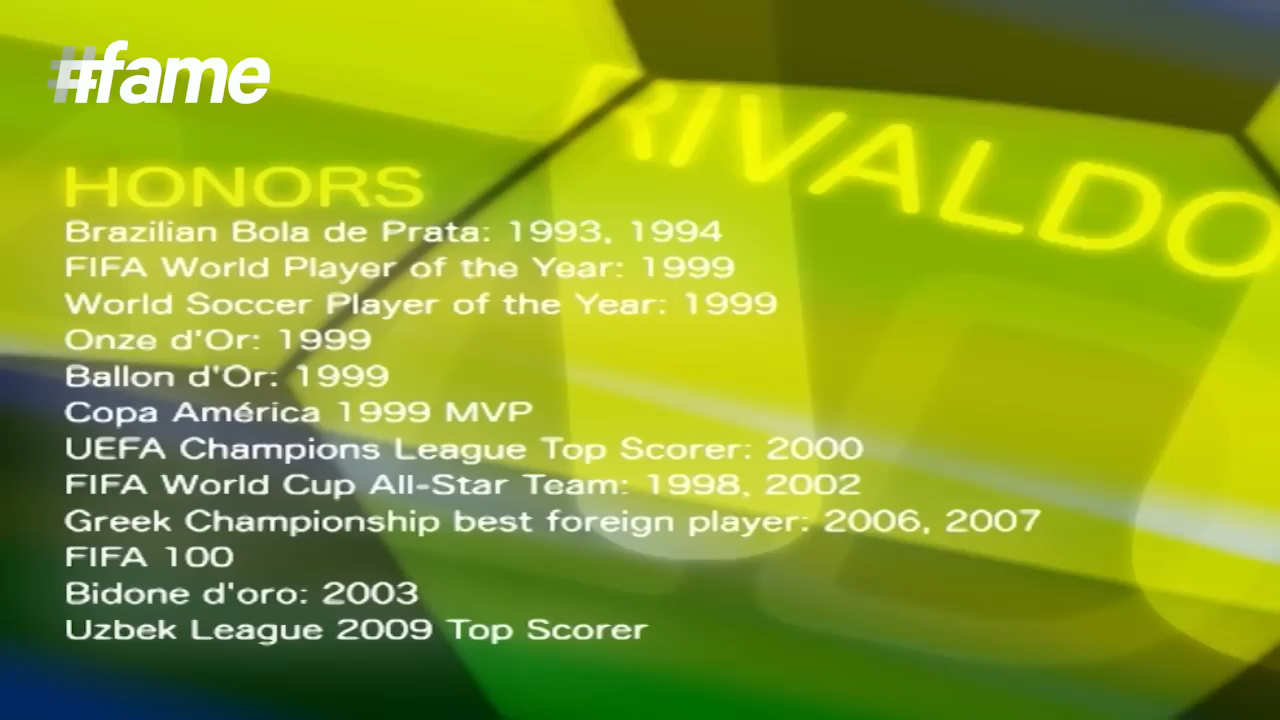 #fame
RIVALDO
HONORS
Brazilian Bola de Prata: 1993, 1994
FIFA World Player of the Year: 1999
World Soccer Player of the Year: 1999
Onze d'Or: 1999
Ballon d'Or: 1999
Copa América 1999 MVP
UEFA Champions League Top Scorer: 2000
FIFA World Cup All-Star Team: 1998, 2002
Greek Championship best foreign player: 2006, 2007
FIFA 100
Bidone d'oro: 2003
Uzbek League 2009 Top Scorer